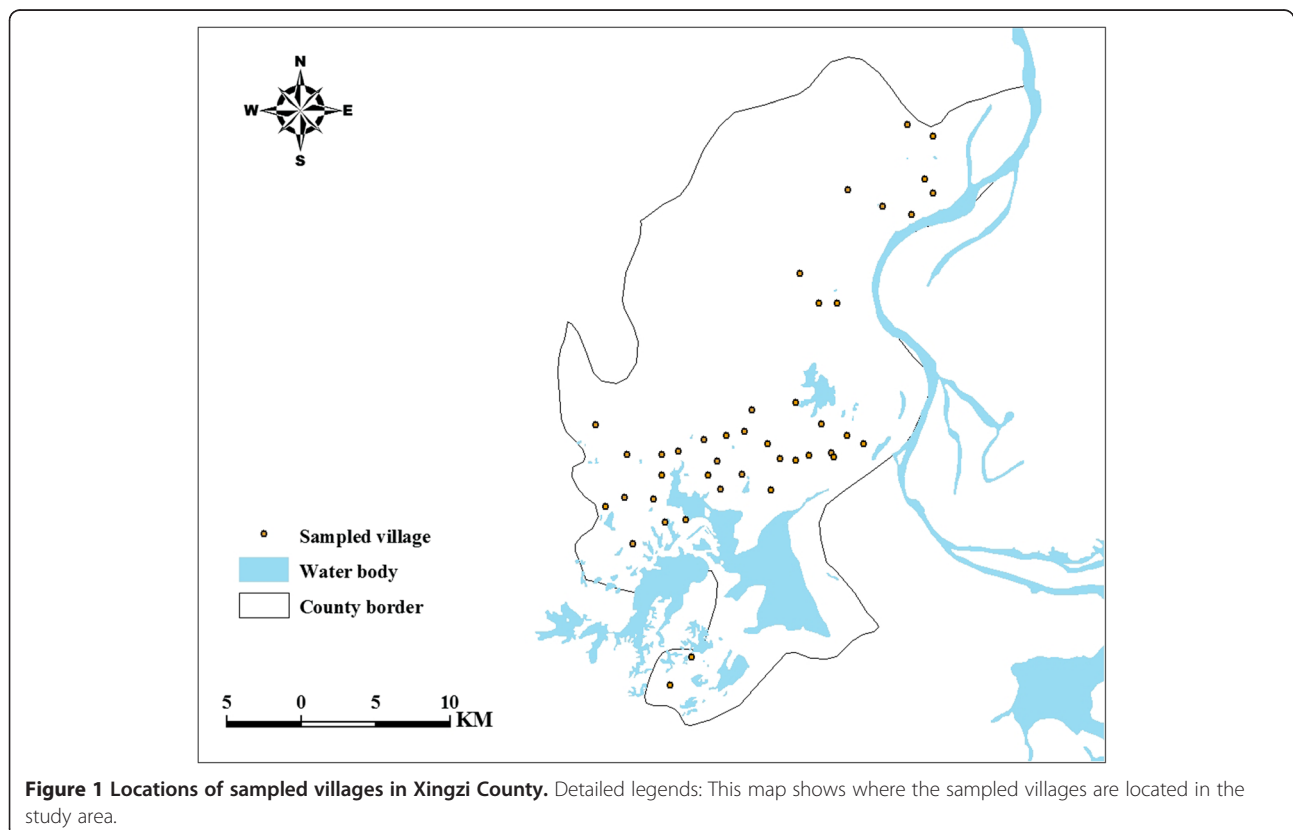 N
W E
S
Sampled village
Water body
County border
5 0 5 10
KM
Figure 1 Locations of sampled villages in Xingzi County. Detailed legends: This map shows where the sampled villages are located in the
study area.